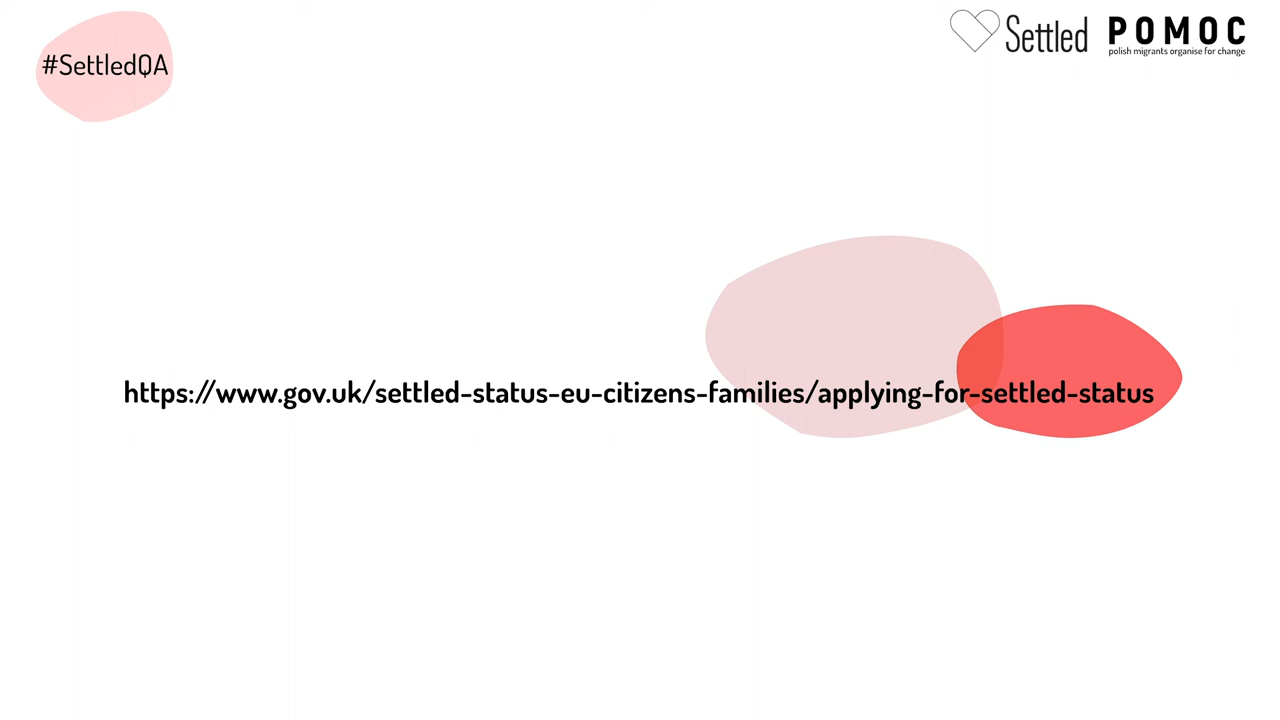 #SettledQA
Settled
POMOC
polish migrants organise for change
https://www.gov.uk/settled-status-eu-citizens-families/applying-for-settled-status